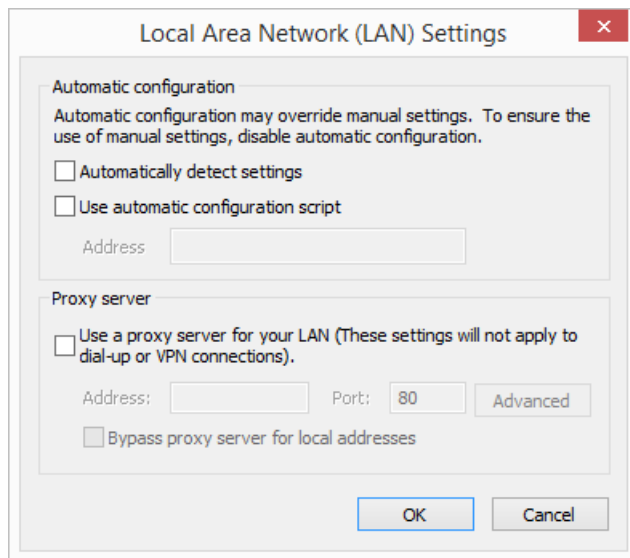 Local Area Network (LAN) Settings
Automatic configuration
Automatic configuration may override manual settings.  To ensure the
use of manual settings, disable automatic configuration.
Automatically detect settings
Use automatic configuration script
Address
Proxy server
Use a proxy server for your LAN (These settings will not apply to
dial-up or VPN connections).
Address: Port: 80 Advanced
Bypass proxy server for local addresses
OK Cancel